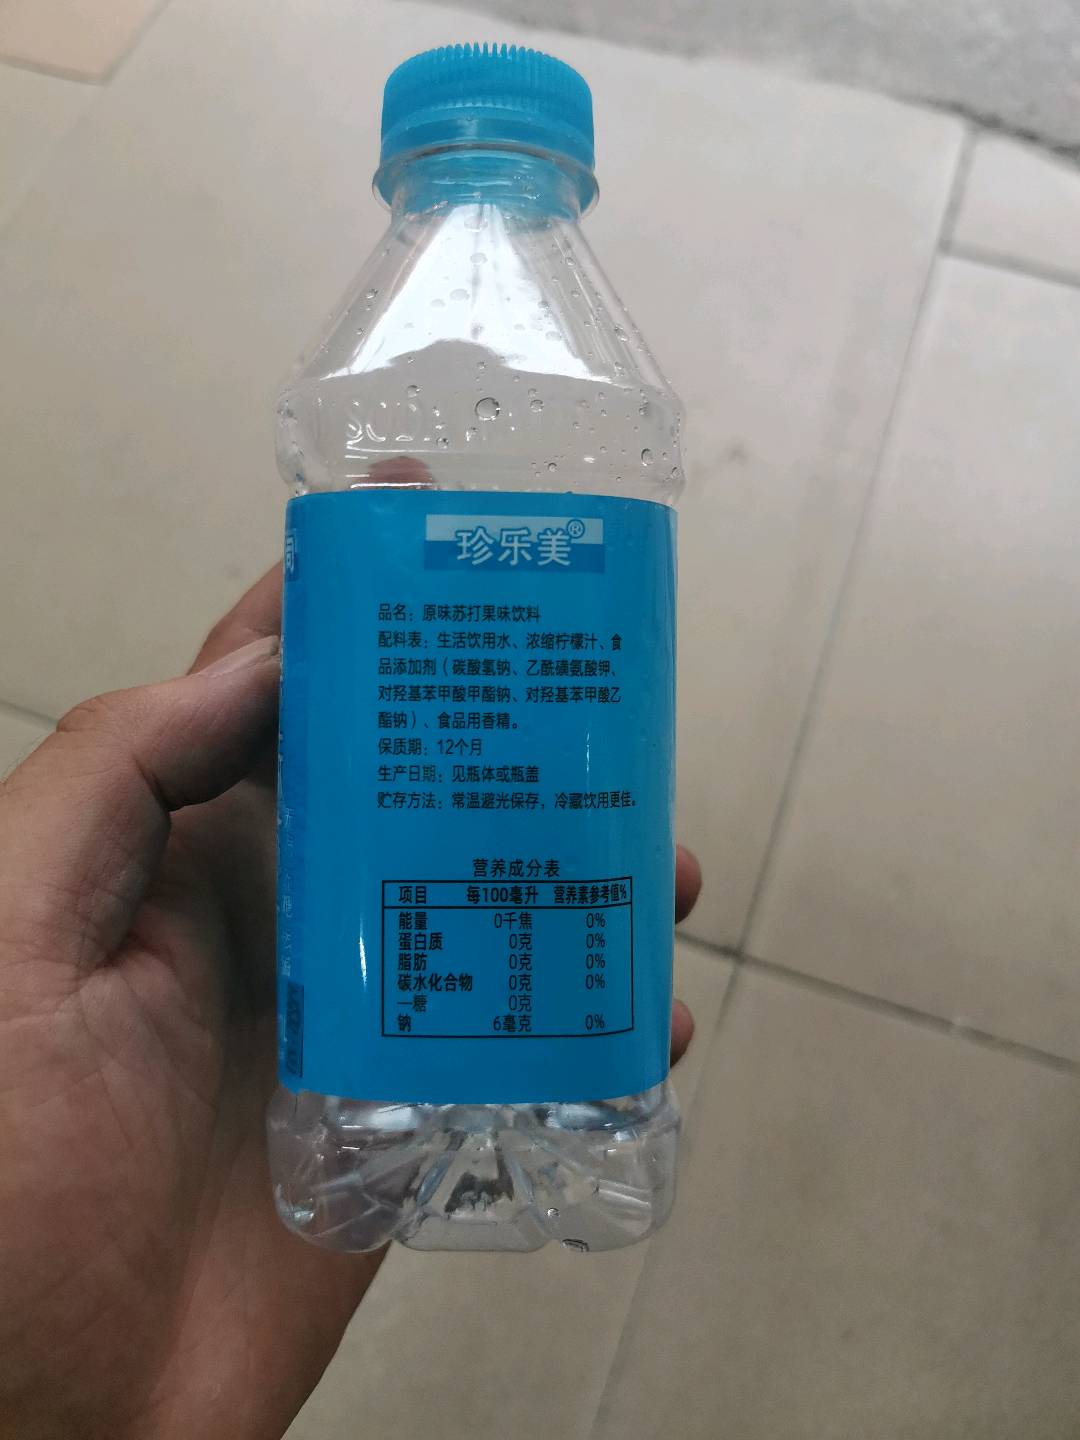 SODA
珍乐美®
品名：原味苏打果味饮料
配料表：生活饮用水、浓缩柠檬汁、食
品添加剂（碳酸氢钠、乙酰磺氨酸钾、
对羟基苯甲酸甲酯钠、对羟基苯甲酸乙
酯钠）、食品用香精。
保质期：12个月
生产日期：见瓶体或瓶盖
贮存方法：常温避光保存，冷藏饮用更佳。
营养成分表
项目 每100毫升 营养素参考值%
能量 0千焦 0%
蛋白质 0克 0%
脂肪 0克 0%
碳水化合物 0克 0%
—糖 0克
钠 6毫克 0%